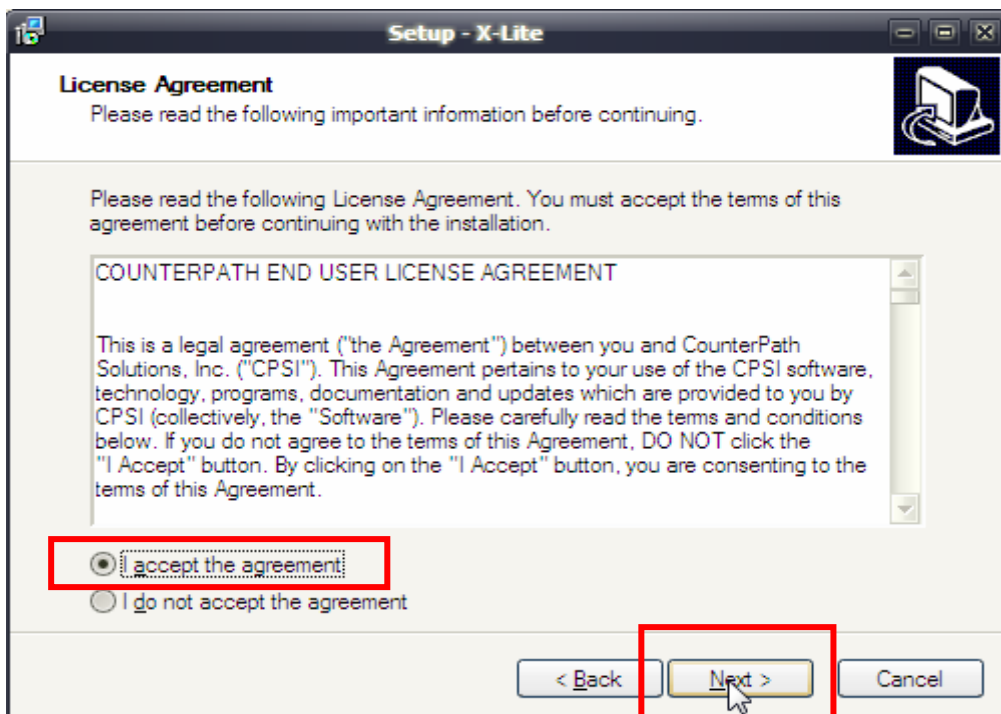 Setup - X-Lite
License Agreement
Please read the following important information before continuing.
Please read the following License Agreement. You must accept the terms of this
agreement before continuing with the installation.
COUNTERPATH END USER LICENSE AGREEMENT
This is a legal agreement ("the Agreement") between you and CounterPath
Solutions, Inc. ("CPSI"). This Agreement pertains to your use of the CPSI software,
technology, programs, documentation and updates which are provided to you by
CPSI (collectively, the "Software"). Please carefully read the terms and conditions
below. If you do not agree to the terms of this Agreement, DO NOT click the
"I Accept" button. By clicking on the "I Accept" button, you are consenting to the
terms of this Agreement.
I accept the agreement
I do not accept the agreement
< Back Next > Cancel